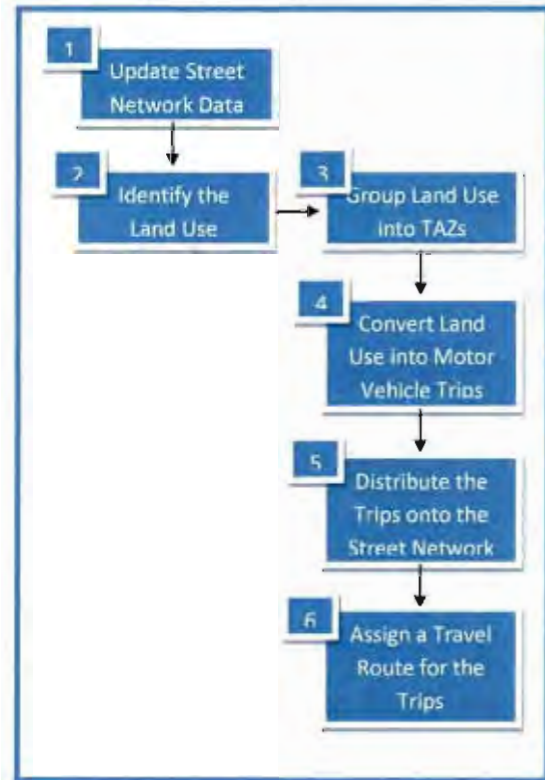 1
Update Street
Network Data
2
Identify the
Land Use
3
Group Land Use
into TAZs
4
Convert Land
Use into Motor
Vehicle Trips
5
Distribute the
Trips onto the
Street Network
6
Assign a Travel
Route for the
Trips